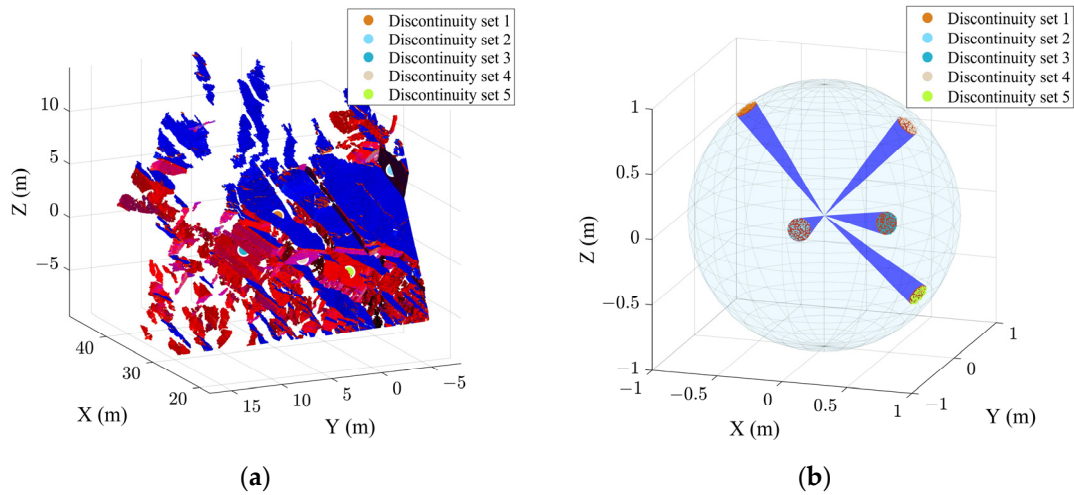 Discontinuity set 1
Discontinuity set 2
Discontinuity set 3
Discontinuity set 4
Discontinuity set 5
10
5
0
−5
Z (m)
40
30
20
X (m)
15
10
5
0
−5
Y (m)
(a)
Discontinuity set 1
Discontinuity set 2
Discontinuity set 3
Discontinuity set 4
Discontinuity set 5
1
0.5
0
−0.5
−1
Z (m)
−1
−0.5
0
0.5
1
X (m)
−1
0
1
Y (m)
(b)